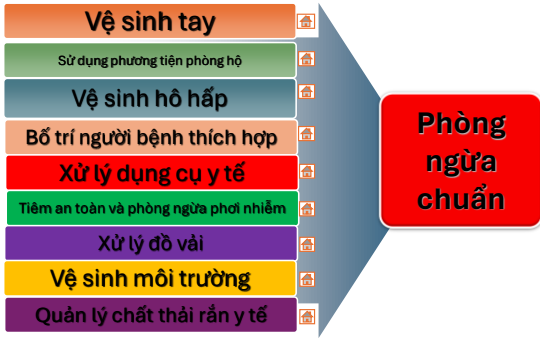 Vệ sinh tay
Sử dụng phương tiện phòng hộ
Vệ sinh hô hấp
Bố trí người bệnh thích hợp
Xử lý dụng cụ y tế
Tiêm an toàn và phòng ngừa phơi nhiễm
Xử lý đồ vải
Vệ sinh môi trường
Quản lý chất thải rắn y tế
Phòng
ngừa
chuẩn